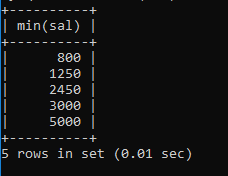 +----------+
| min(sal) |
+----------+
|      800 |
|     1250 |
|     2450 |
|     3000 |
|     5000 |
+----------+
5 rows in set (0.01 sec)